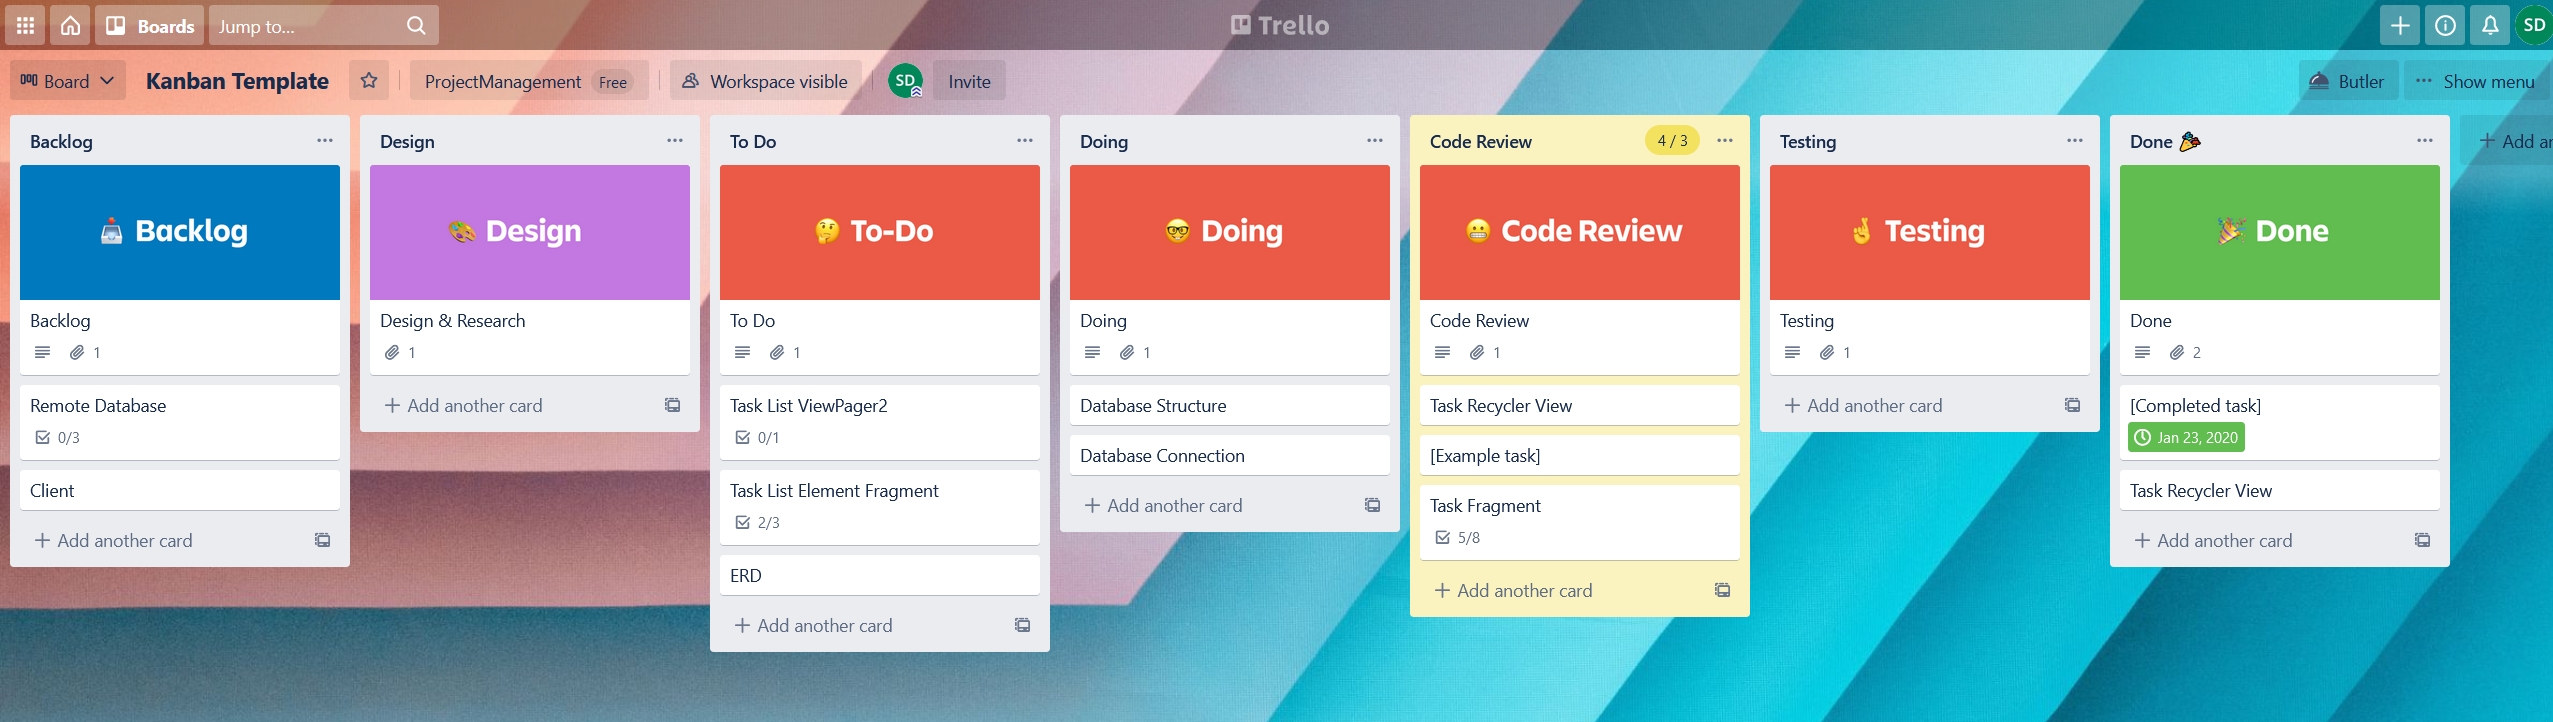 Boards
Jump to...
Trello
SD
Board
Kanban Template
ProjectManagement Free
Workspace visible
SD
Invite
Butler
... Show menu
Backlog
Backlog
Backlog
1
Remote Database
0/3
Client
+ Add another card
Design
Design
Design & Research
1
+ Add another card
To Do
To-Do
To Do
1
Task List ViewPager2
0/1
Task List Element Fragment
2/3
ERD
+ Add another card
Doing
Doing
Doing
1
Database Structure
Database Connection
+ Add another card
Code Review 4 / 3
Code Review
Code Review
1
Task Recycler View
[Example task]
Task Fragment
5/8
+ Add another card
Testing
Testing
Testing
1
+ Add another card
Done
Done
Done
2
[Completed task]
Jan 23, 2020
Task Recycler View
+ Add another card
+ Add